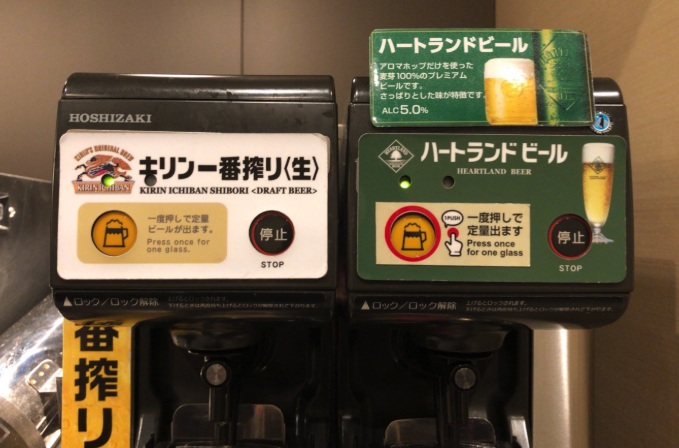 ハートランドビール
アロマホップだけを使った
麦芽100%のプレミアム
ビールです。
さっぱりとした味が特徴です。
ALC 5.0%
HOSHIZAKI
KIRIN ICHIBAN
キリン一番搾り〈生〉
KIRIN ICHIBAN SHIBORI <DRAFT BEER>
一度押しで定量
ビールが出ます。
Press once for
one glass.
停止
STOP
▲ロック/ロック解除
HEARTLAND
ハートランドビール
HEARTLAND BEER
1PUSH
一度押しで
定量出ます
Press once
for one glass
停止
STOP
▲ロック/ロック解除
番搾り